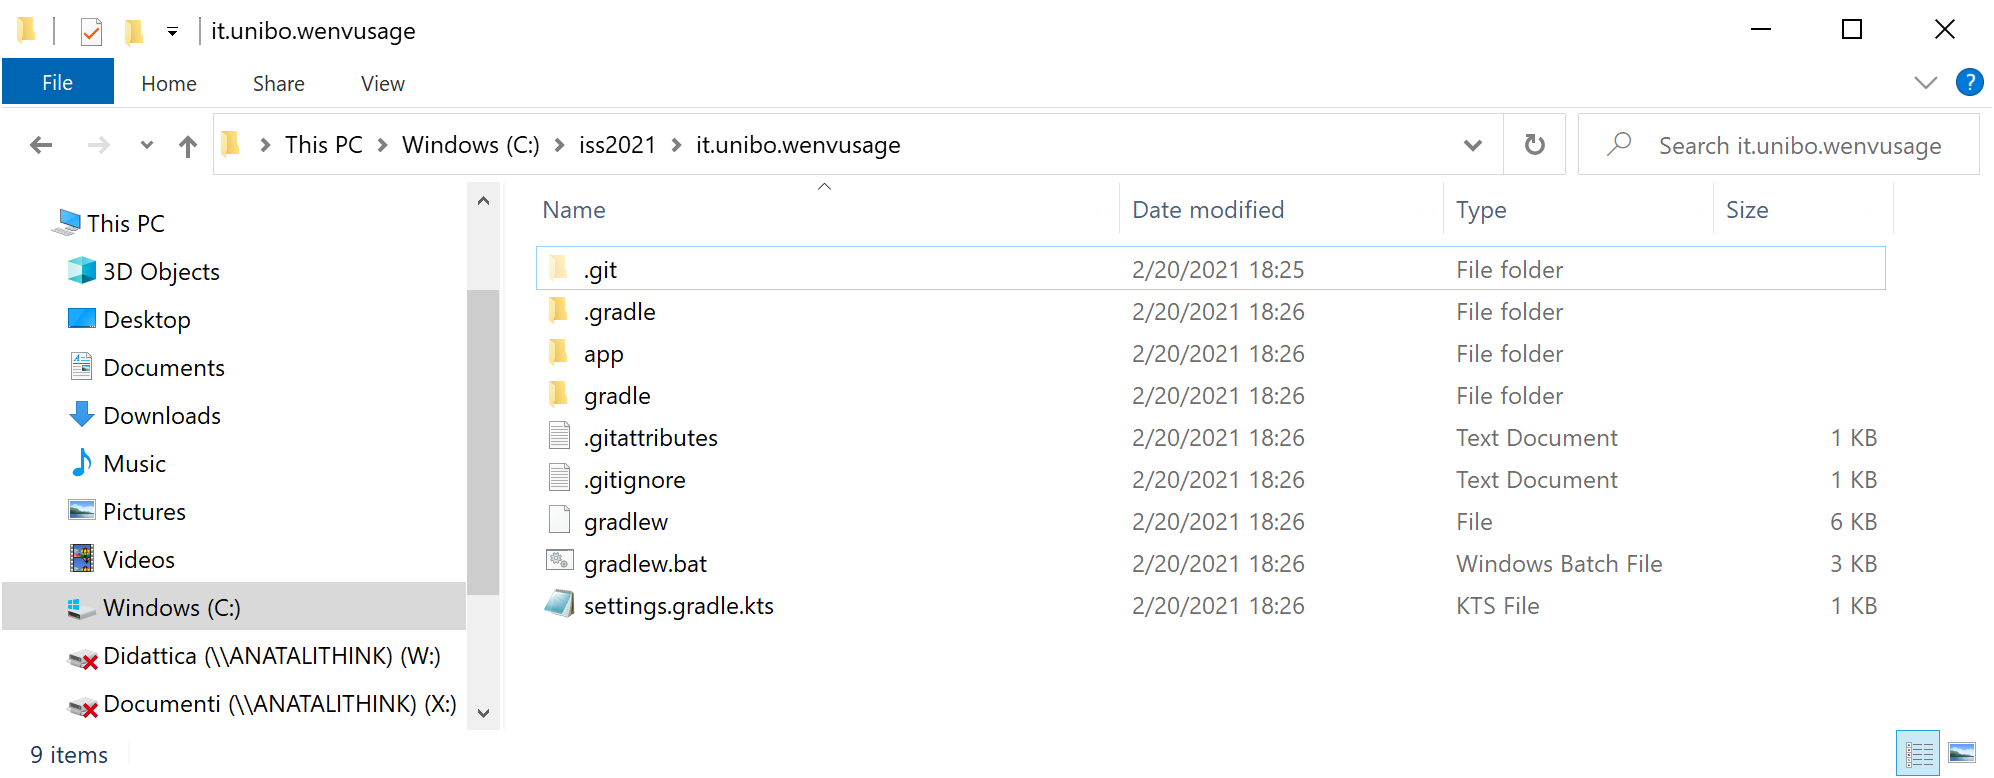 it.unibo.wenvusage
File Home Share View ?
This PC Windows (C:) iss2021 it.unibo.wenvusage Search it.unibo.wenvusage
This PC
3D Objects
Desktop
Documents
Downloads
Music
Pictures
Videos
Windows (C:)
Didattica (\\ANATALITHINK) (W:)
Documenti (\\ANATALITHINK) (X:)
Name Date modified Type Size
.git 2/20/2021 18:25 File folder
.gradle 2/20/2021 18:26 File folder
app 2/20/2021 18:26 File folder
gradle 2/20/2021 18:26 File folder
.gitattributes 2/20/2021 18:26 Text Document 1 KB
.gitignore 2/20/2021 18:26 Text Document 1 KB
gradlew 2/20/2021 18:26 File 6 KB
gradlew.bat 2/20/2021 18:26 Windows Batch File 3 KB
settings.gradle.kts 2/20/2021 18:26 KTS File 1 KB
9 items